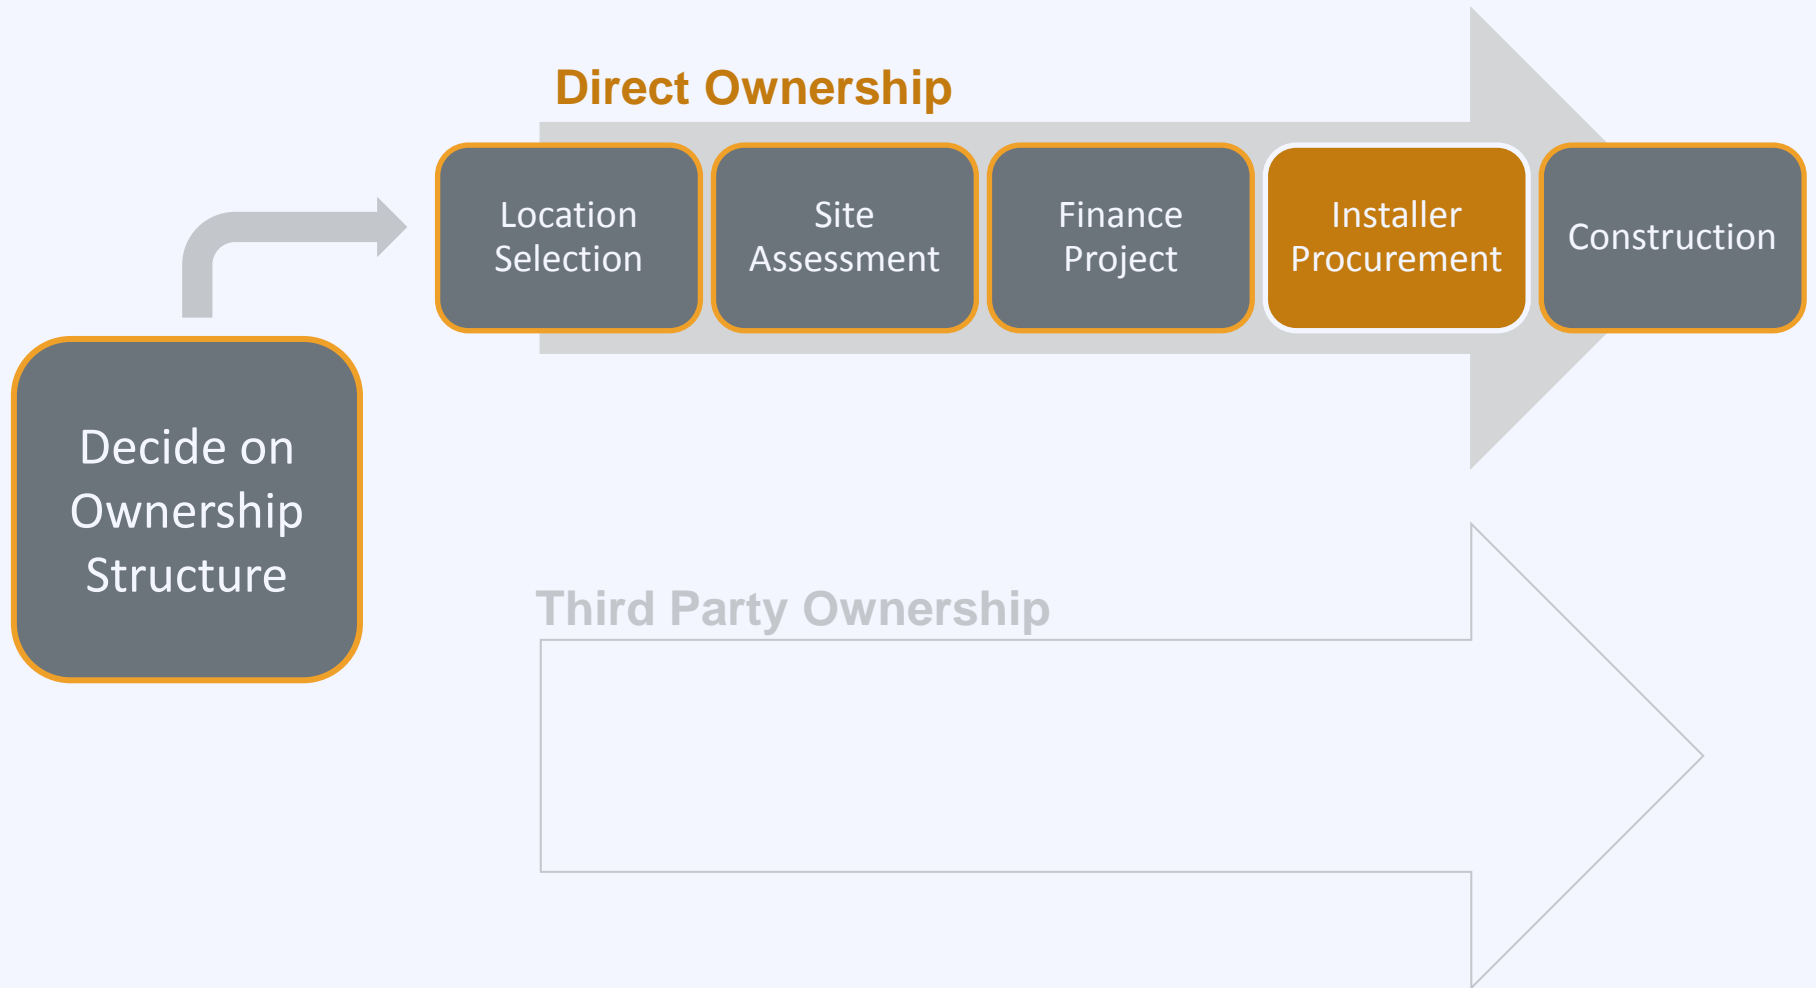 Direct Ownership
Location
Selection
Site
Assessment
Finance
Project
Installer
Procurement
Construction
Decide on
Ownership
Structure
Third Party Ownership